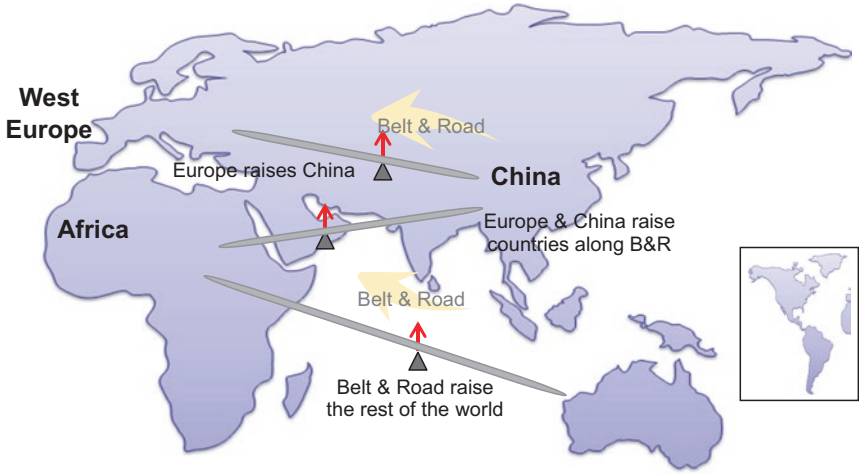 West
Europe
Belt & Road
Europe raises China
China
Africa
Europe & China raise
countries along B&R
Belt & Road
Belt & Road raise
the rest of the world